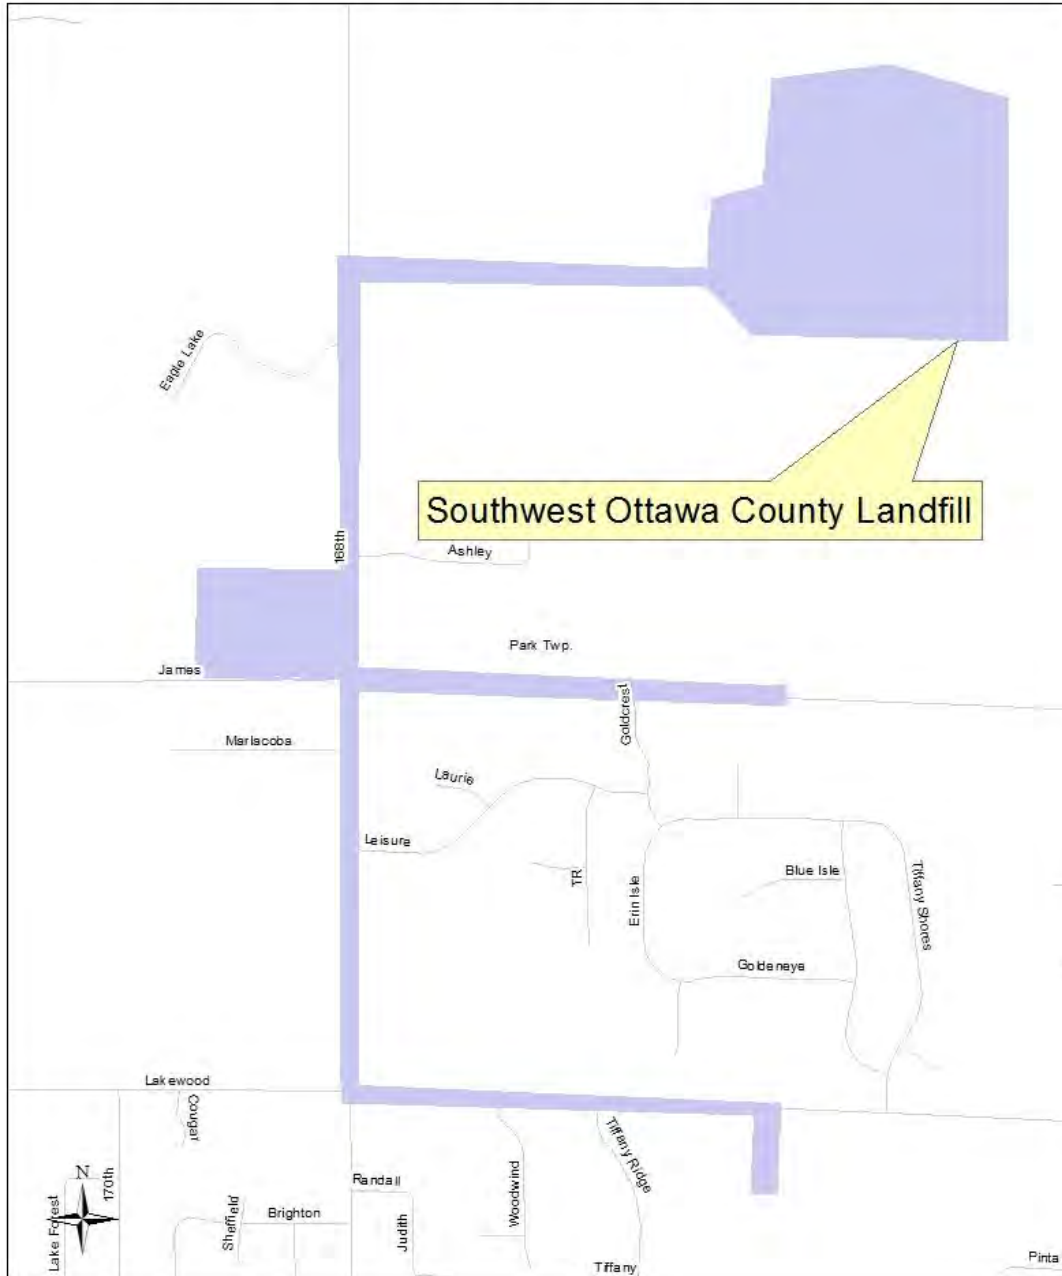 Eagle Lake
Southwest Ottawa County Landfill
168th
Ashley
Park Twp.
James
Goldcrest
Marlacoba
Laurie
Leisure
TR
Erin Isle
Blue Isle
Tiffany Shores
Goldeneye
Lakewood
Cougar
Tiffany Ridge
Woodwind
N
170th
Randall
Lake Forest
Sheffield
Brighton
Judith
Tiffany
Pinta